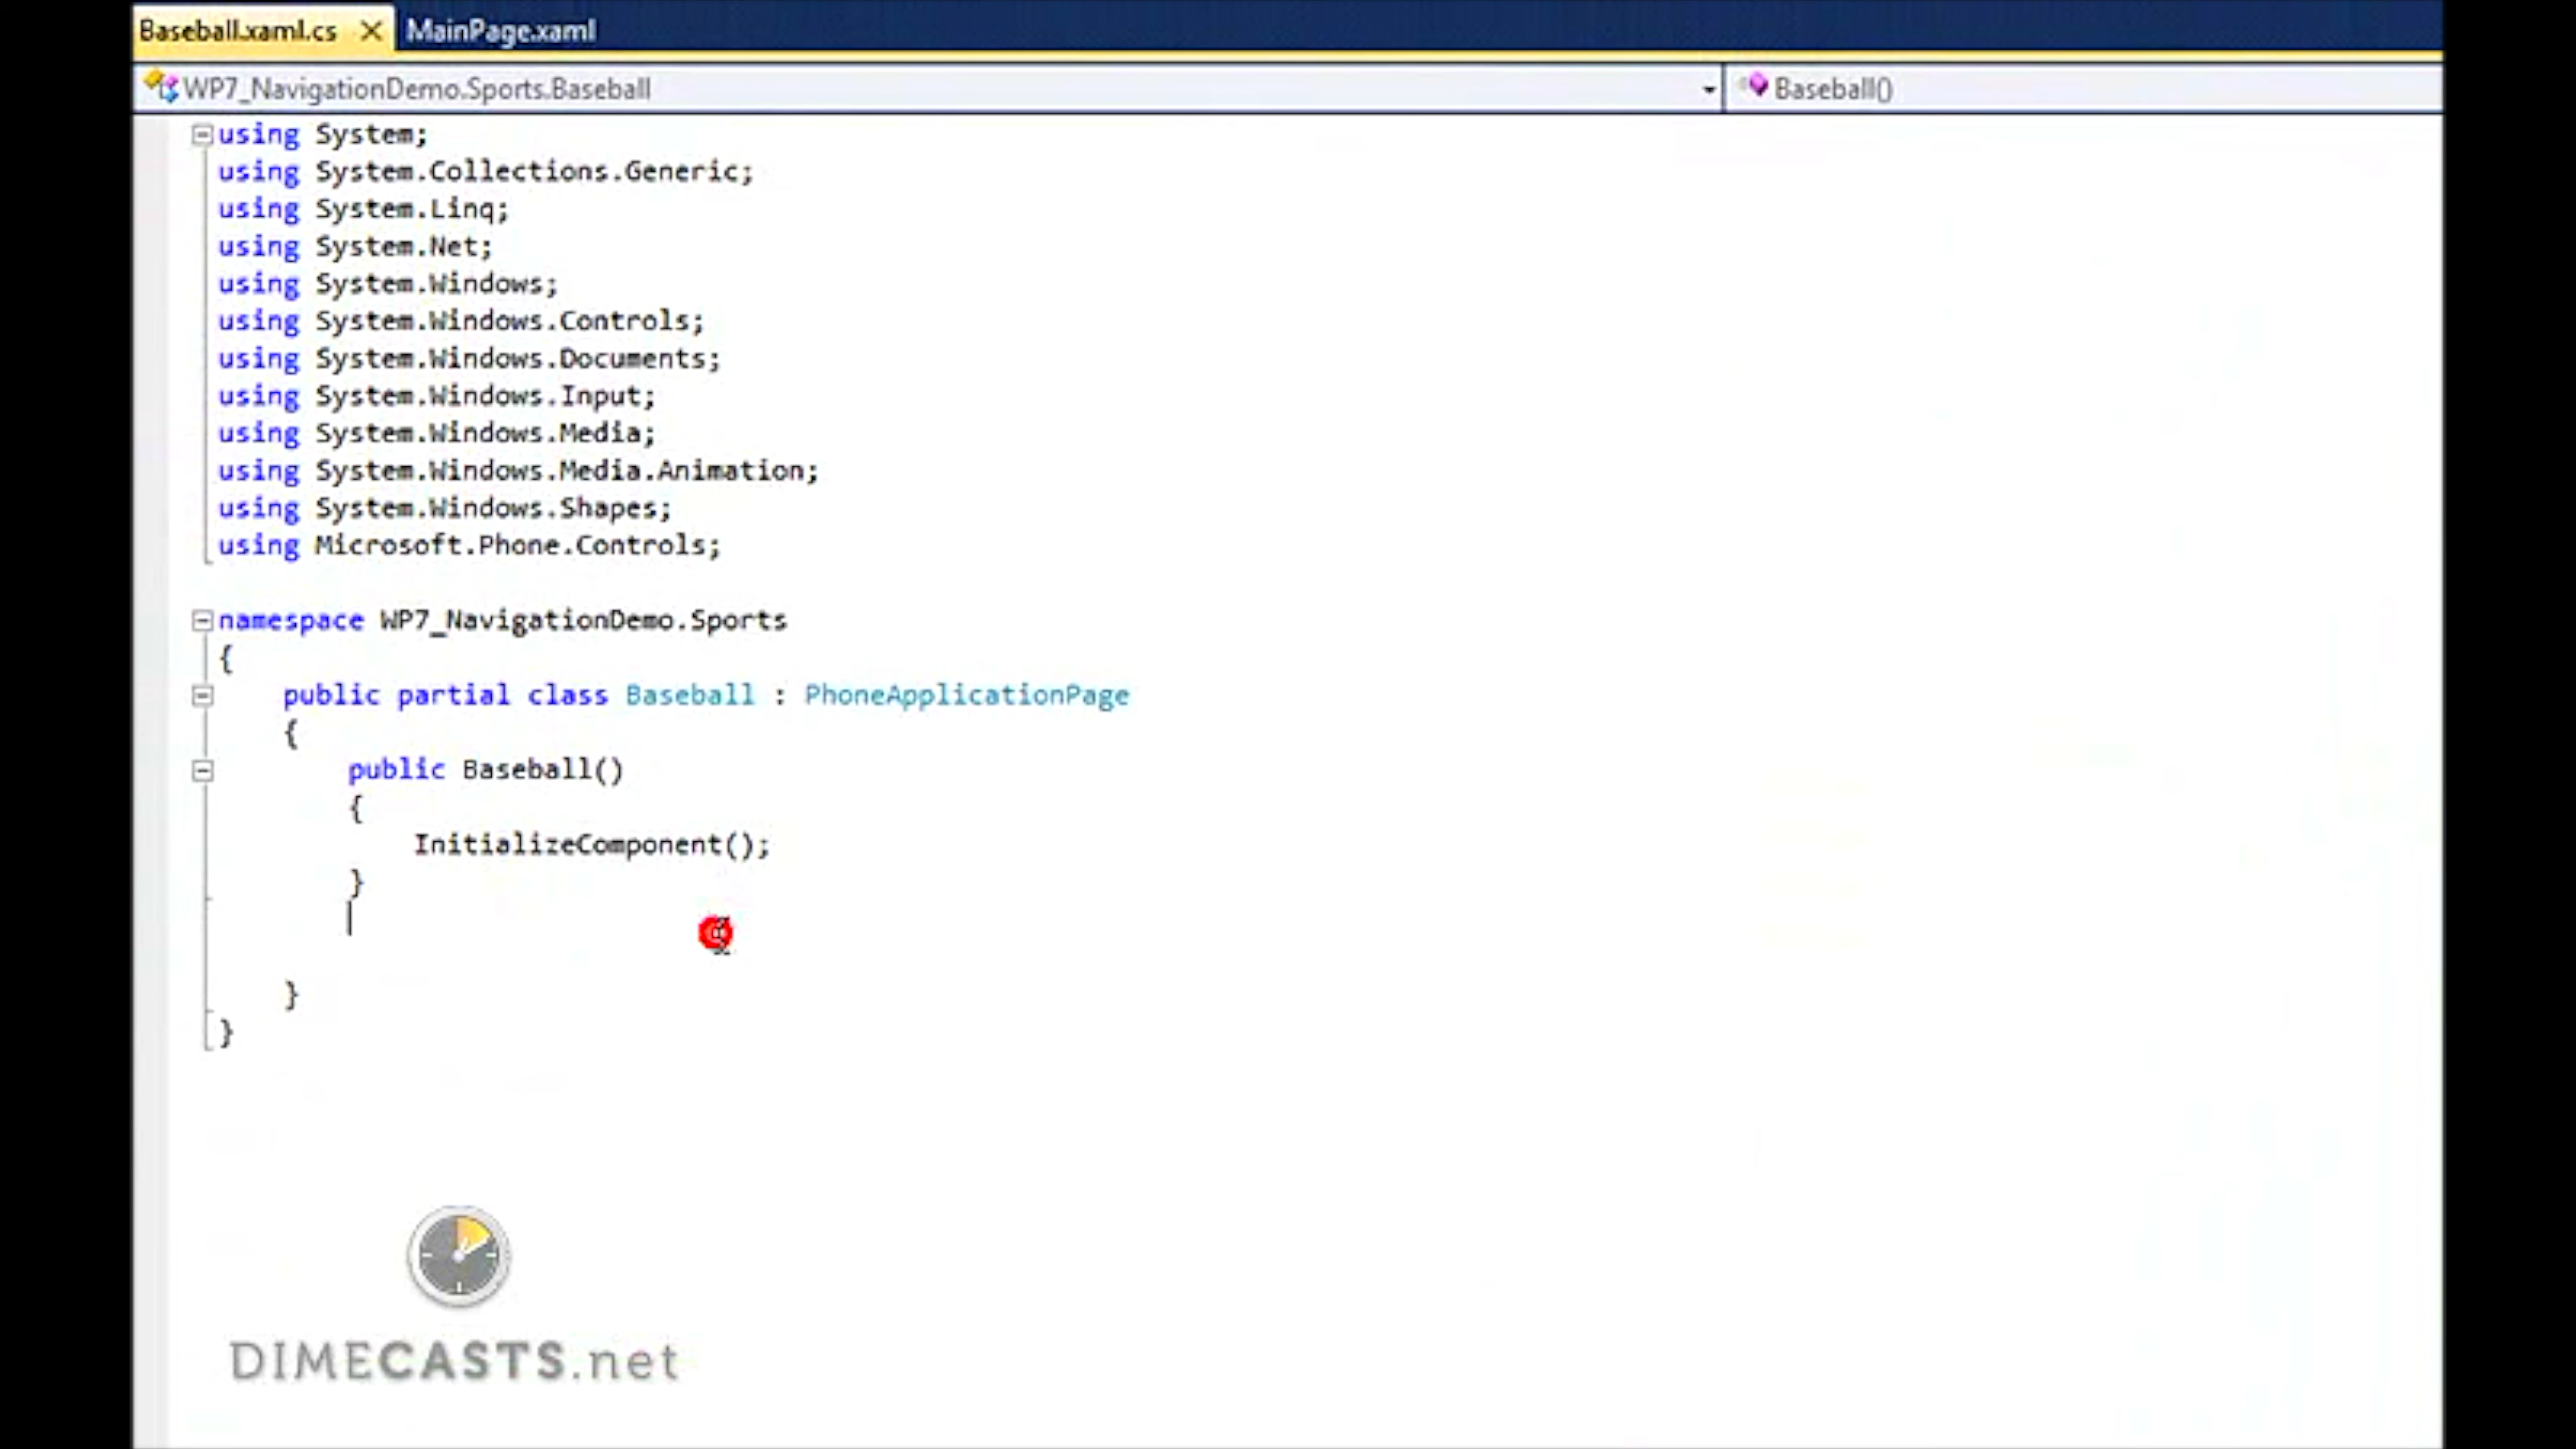 Baseball.xaml.cs MainPage.xaml
WP7_NavigationDemo.Sports.Baseball Baseball()
using System;
using System.Collections.Generic;
using System.Linq;
using System.Net;
using System.Windows;
using System.Windows.Controls;
using System.Windows.Documents;
using System.Windows.Input;
using System.Windows.Media;
using System.Windows.Media.Animation;
using System.Windows.Shapes;
using Microsoft.Phone.Controls;
namespace WP7_NavigationDemo.Sports
{
public partial class Baseball : PhoneApplicationPage
{
public Baseball()
{
InitializeComponent();
}
}
}
DIMECASTS.net